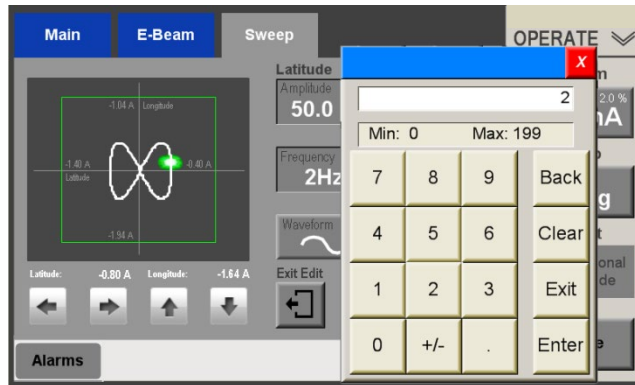 Main
E-Beam
Sweep
OPERATE
Latitude
Amplitude
50.0
Frequency
2Hz
Waveform
Exit Edit
-1.04 A
Longitude
-1.40 A
Latitude
-0.40 A
-1.94 A
Latitude:
-0.80 A
Longitude:
-1.64 A
Alarms
X
2
Min: 0
Max: 199
7
8
9
Back
4
5
6
Clear
1
2
3
Exit
0
+/-
.
Enter
2.0 %